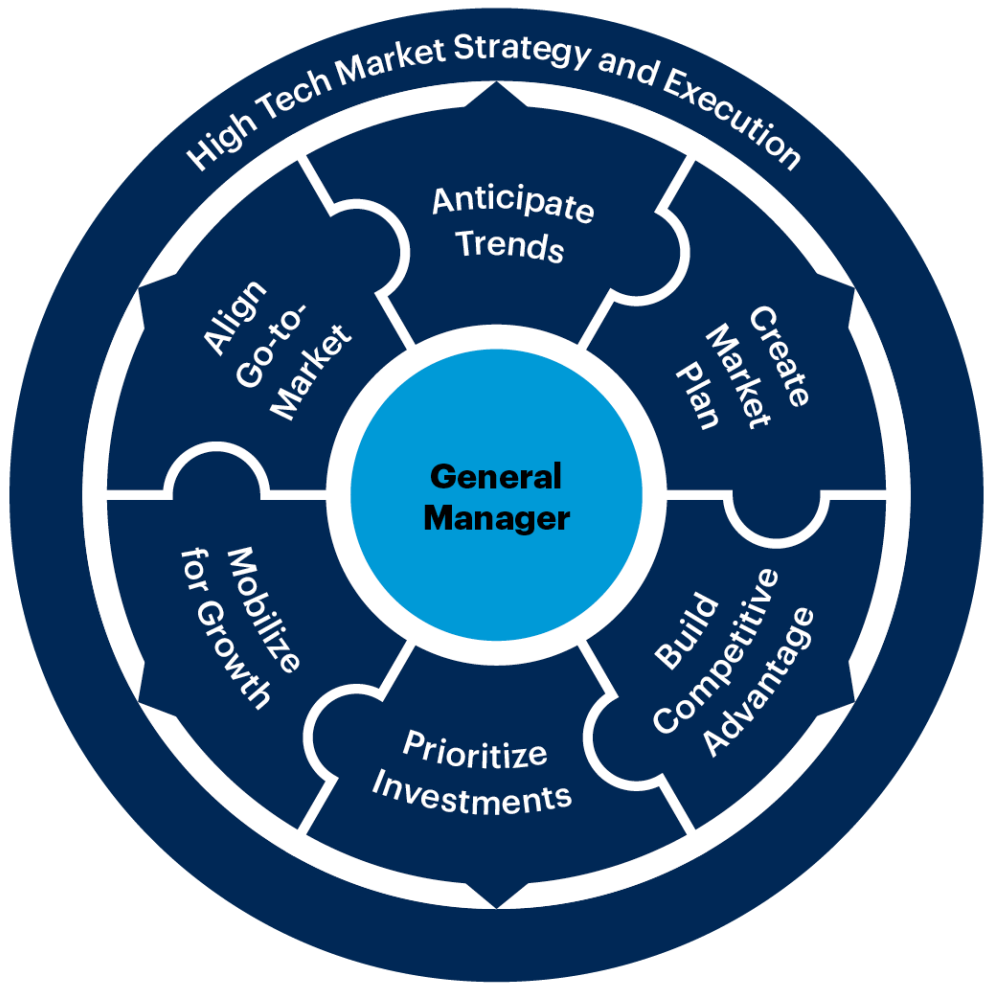 High Tech Market Strategy and Execution
Anticipate
Trends
Create
Market
Plan
Build
Competitive
Advantage
Prioritize
Investments
Mobilize
for Growth
Align
Go-to-
Market
General
Manager